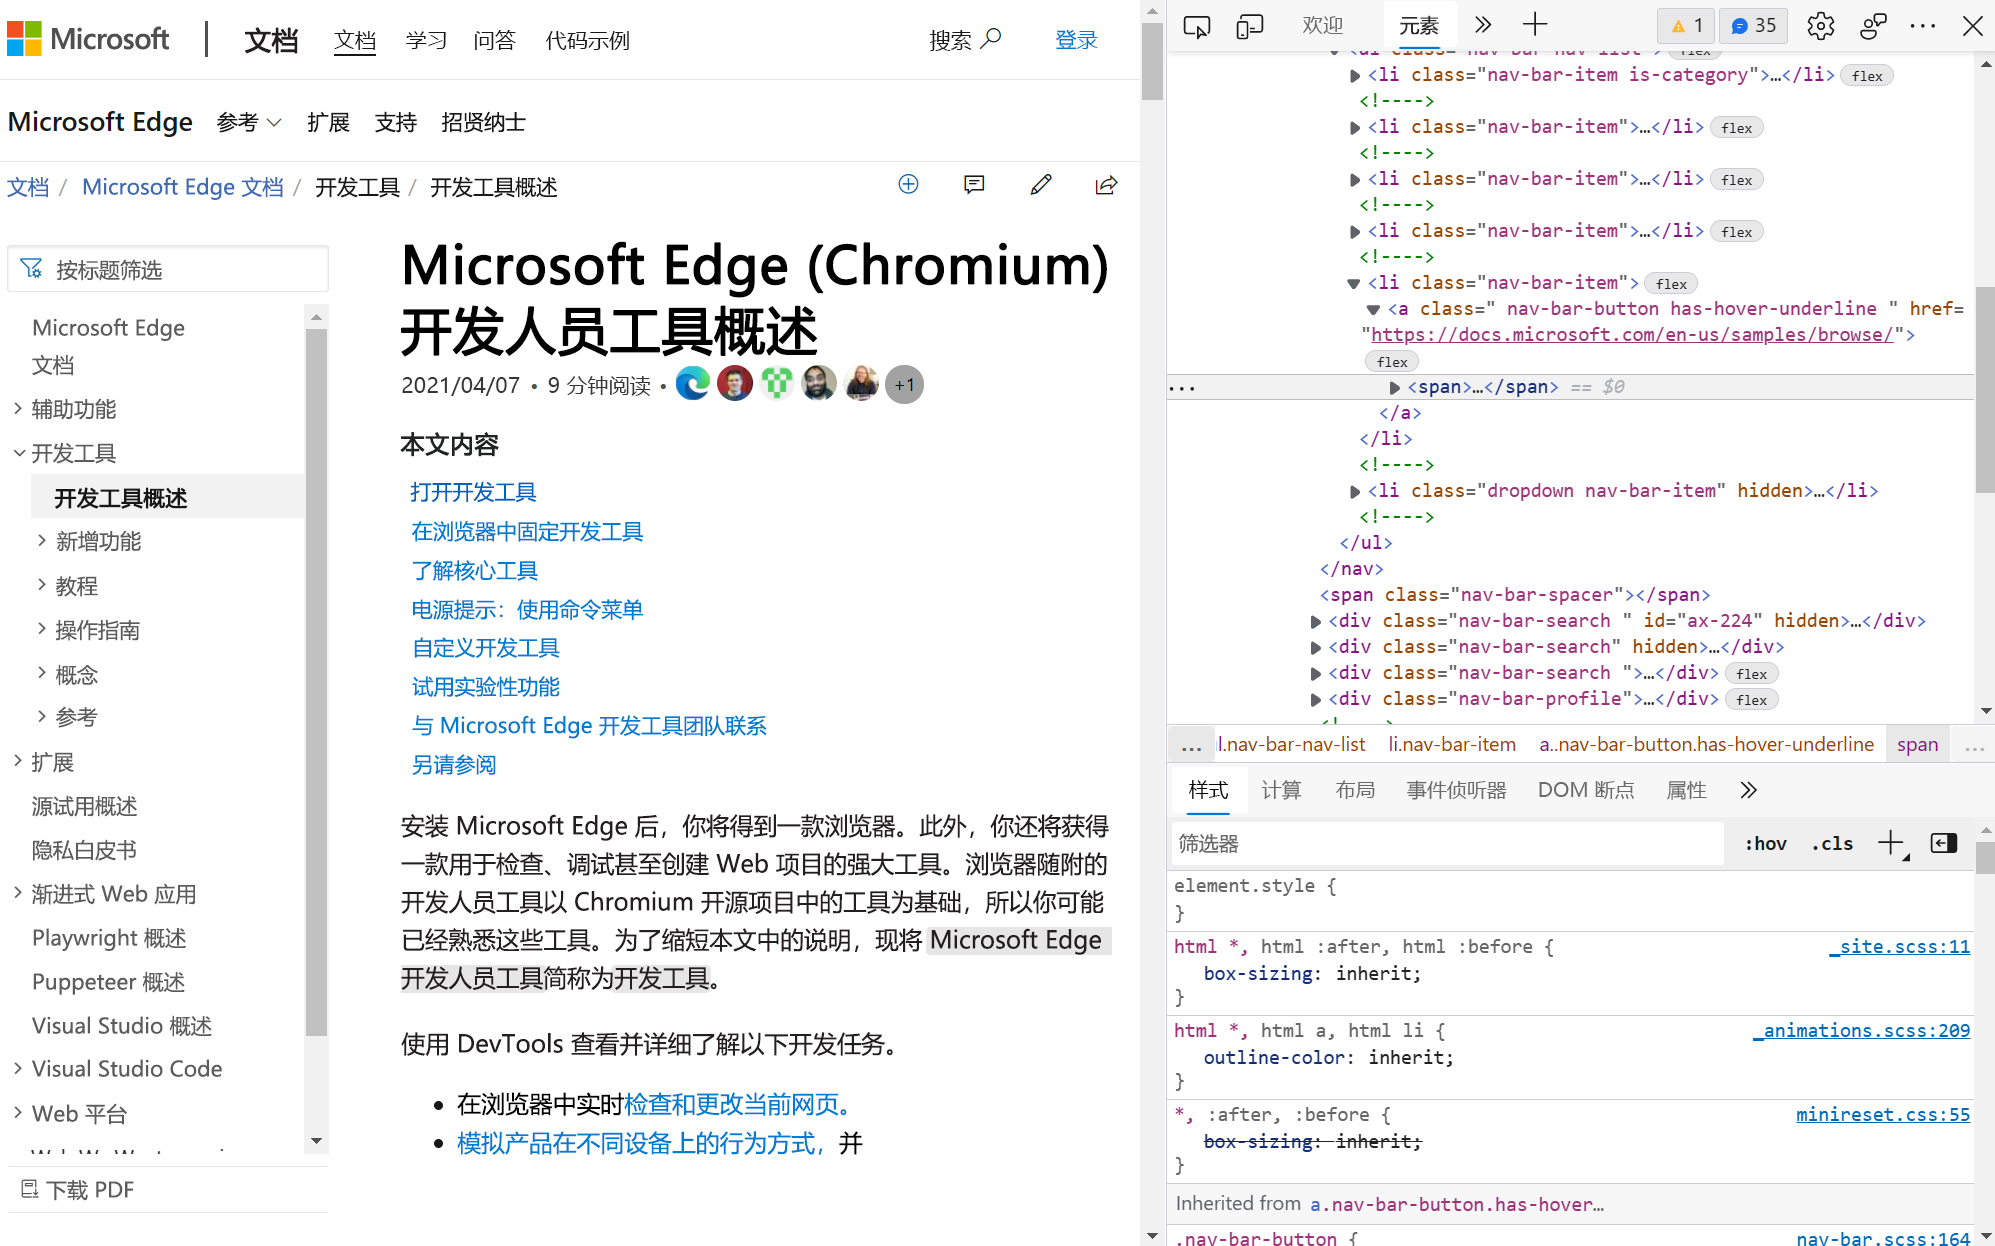 Microsoft 文档 文档 学习 问答 代码示例 搜索 登录
Microsoft Edge 参考 扩展 支持 招贤纳士
文档 / Microsoft Edge 文档 / 开发工具 / 开发工具概述
按标题筛选
Microsoft Edge
文档
辅助功能
开发工具
开发工具概述
新增功能
教程
操作指南
概念
参考
扩展
源试用概述
隐私白皮书
渐进式 Web 应用
Playwright 概述
Puppeteer 概述
Visual Studio 概述
Visual Studio Code
Web 平台
下载 PDF
Microsoft Edge (Chromium)
开发人员工具概述
2021/04/07 • 9 分钟阅读 • +1
本文内容
打开开发工具
在浏览器中固定开发工具
了解核心工具
电源提示：使用命令菜单
自定义开发工具
试用实验性功能
与 Microsoft Edge 开发工具团队联系
另请参阅
安装 Microsoft Edge 后，你将得到一款浏览器。此外，你还将获得
一款用于检查、调试甚至创建 Web 项目的强大工具。浏览器随附的
开发人员工具以 Chromium 开源项目中的工具为基础，所以你可能
已经熟悉这些工具。为了缩短本文中的说明，现将 Microsoft Edge
开发人员工具简称为开发工具。
使用 DevTools 查看并详细了解以下开发任务。
• 在浏览器中实时检查和更改当前网页。
• 模拟产品在不同设备上的行为方式，并
欢迎 元素 1 35
<ul class="nav-bar-nav-list"> flex
<li class="nav-bar-item is-category">…</li> flex
<!---->
<li class="nav-bar-item">…</li> flex
<!---->
<li class="nav-bar-item">…</li> flex
<!---->
<li class="nav-bar-item">…</li> flex
<!---->
<li class="nav-bar-item"> flex
<a class=" nav-bar-button has-hover-underline " href=
"https://docs.microsoft.com/en-us/samples/browse/">
flex
… <span>…</span> == $0
</a>
</li>
<!---->
<li class="dropdown nav-bar-item" hidden>…</li>
<!---->
</ul>
</nav>
<span class="nav-bar-spacer"></span>
<div class="nav-bar-search " id="ax-224" hidden>…</div>
<div class="nav-bar-search" hidden>…</div>
<div class="nav-bar-search ">…</div> flex
<div class="nav-bar-profile">…</div> flex
… l.nav-bar-nav-list li.nav-bar-item a..nav-bar-button.has-hover-underline span …
样式 计算 布局 事件侦听器 DOM 断点 属性
筛选器 :hov .cls
element.style {
}
html *, html :after, html :before { _site.scss:11
box-sizing: inherit;
}
html *, html a, html li { _animations.scss:209
outline-color: inherit;
}
*, :after, :before { minireset.css:55
box-sizing: inherit;
}
Inherited from a.nav-bar-button.has-hover…
.nav-bar-button { nav-bar.scss:164